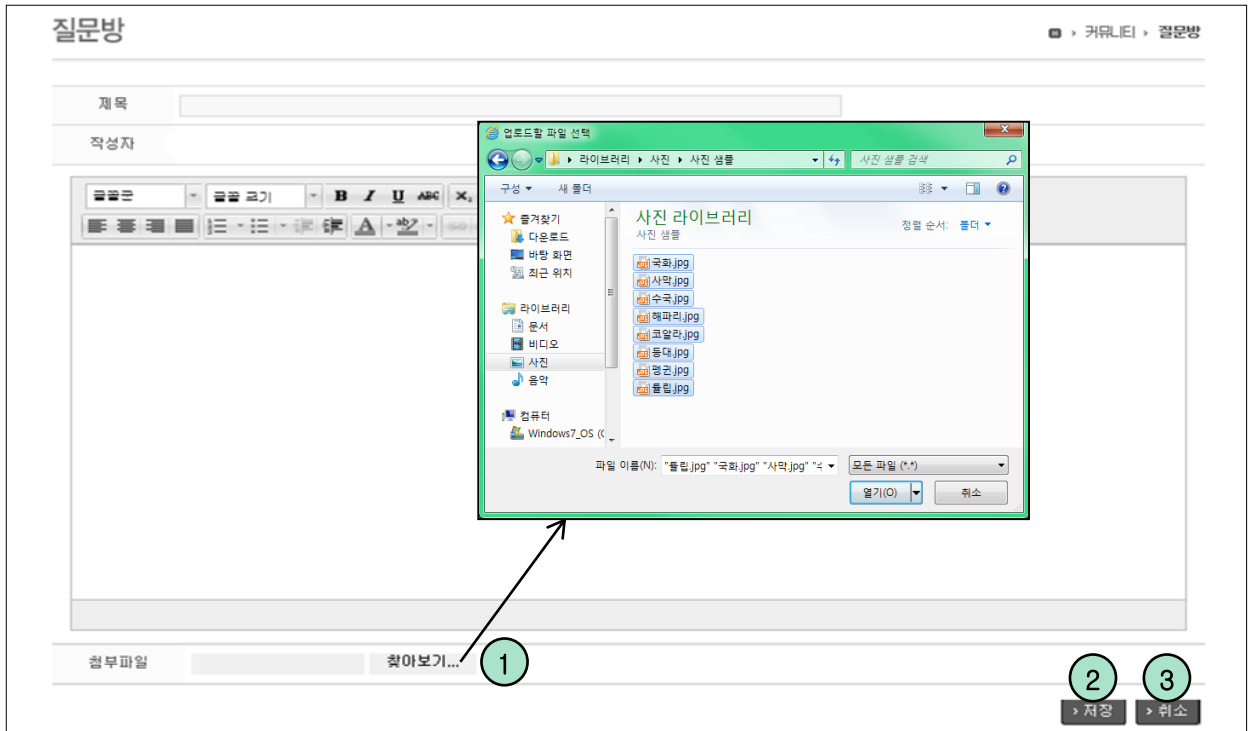 질문방
커뮤니티 › 질문방
제목
작성자
글꼴군 글꼴 크기 B I U ABC X,
A ab
업로드할 파일 선택
라이브러리 ▸ 사진 ▸ 사진 샘플 사진 샘플 검색
구성 새 폴더
즐겨찾기
다운로드
바탕 화면
최근 위치
라이브러리
문서
비디오
사진
음악
컴퓨터
Windows7_OS (C
사진 라이브러리
사진 샘플
정렬 순서: 폴더
국화.jpg
사막.jpg
수국.jpg
해파리.jpg
코알라.jpg
등대.jpg
펭귄.jpg
튤립.jpg
파일 이름(N): "튤립.jpg" "국화.jpg" "사막.jpg" "수 모든 파일 (*.*)
열기(O) 취소
첨부파일 찾아보기... 1
2 3
› 저장 › 취소